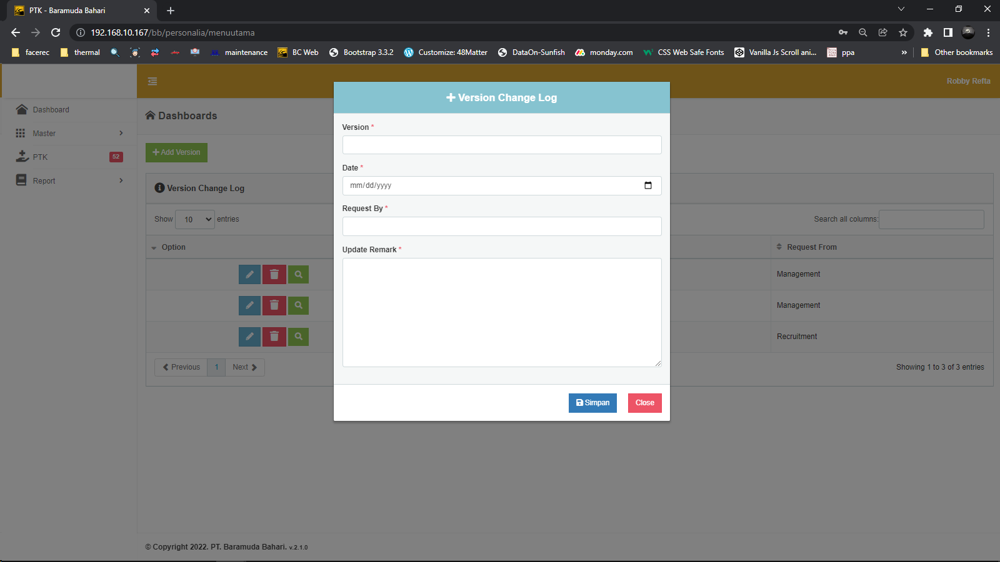 PTK - Baramuda Bahari
192.168.10.167/bb/personalia/menuutama
facerec
thermal
maintenance
BC Web
Bootstrap 3.3.2
Customize: 48Matter
DataOn-Sunfish
monday.com
CSS Web Safe Fonts
Vanilla Js Scroll ani...
ppa
»
Other bookmarks
Robby Refta
Dashboard
Master
PTK
52
Report
Dashboards
Add Version
Version Change Log
Show 10 entries
Search all columns:
Option
Request From
Management
Management
Recruitment
Previous 1 Next
Showing 1 to 3 of 3 entries
Version Change Log
Version *
Date *
mm/dd/yyyy
Request By *
Update Remark *
Simpan
Close
© Copyright 2022. PT. Baramuda Bahari. v.2.1.0